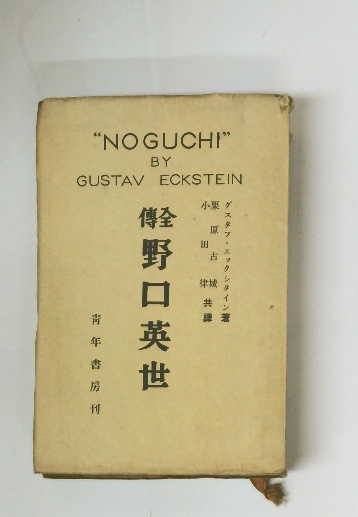 "NOGUCHI"
BY
GUSTAV ECKSTEIN
グスタフ・エックシタイン著
栗原古城
小田律共譯
全傳
野口英世
靑年書房刊